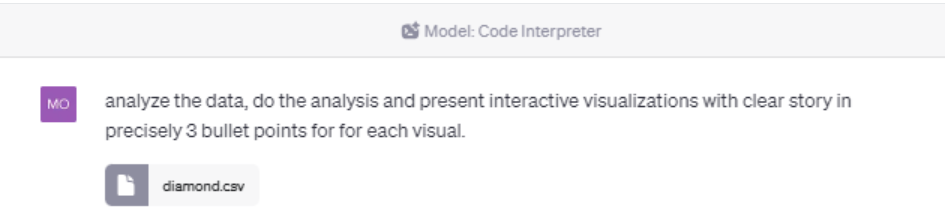 Model: Code Interpreter
MO
analyze the data, do the analysis and present interactive visualizations with clear story in
precisely 3 bullet points for for each visual.
diamond.csv